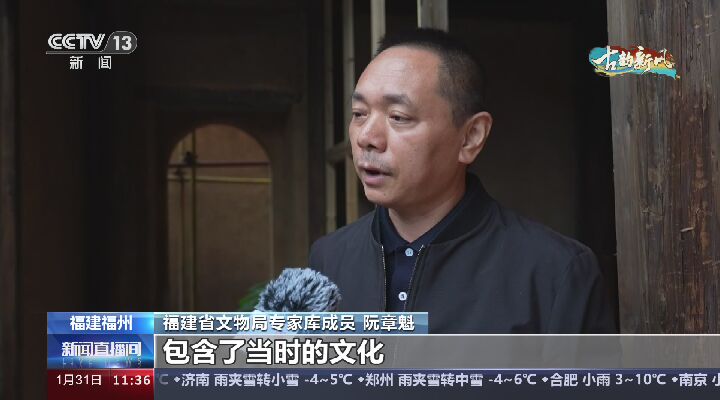 CCTV 13
新闻
古韵新风
福建福州
福建省文物局专家库成员 阮章魁
新闻直播间
包含了当时的文化
1月31日 11:36 ℃ •济南 雨夹雪转小雪 -4~5℃ •郑州 雨夹雪转中雪 -4~6℃ •合肥 小雨 3~10℃ •南京 小